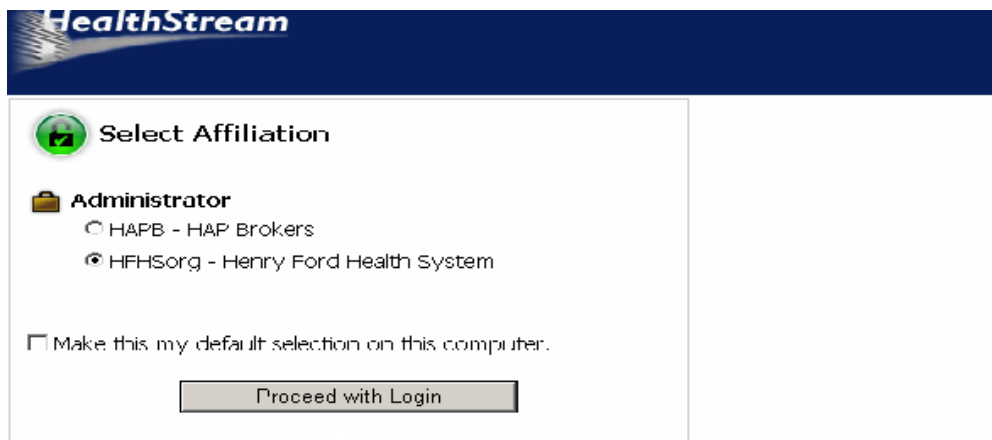 HealthStream
Select Affiliation
Administrator
HAPB - HAP Brokers
HFHSorg - Henry Ford Health System
Make this my default selection on this computer.
Proceed with Login